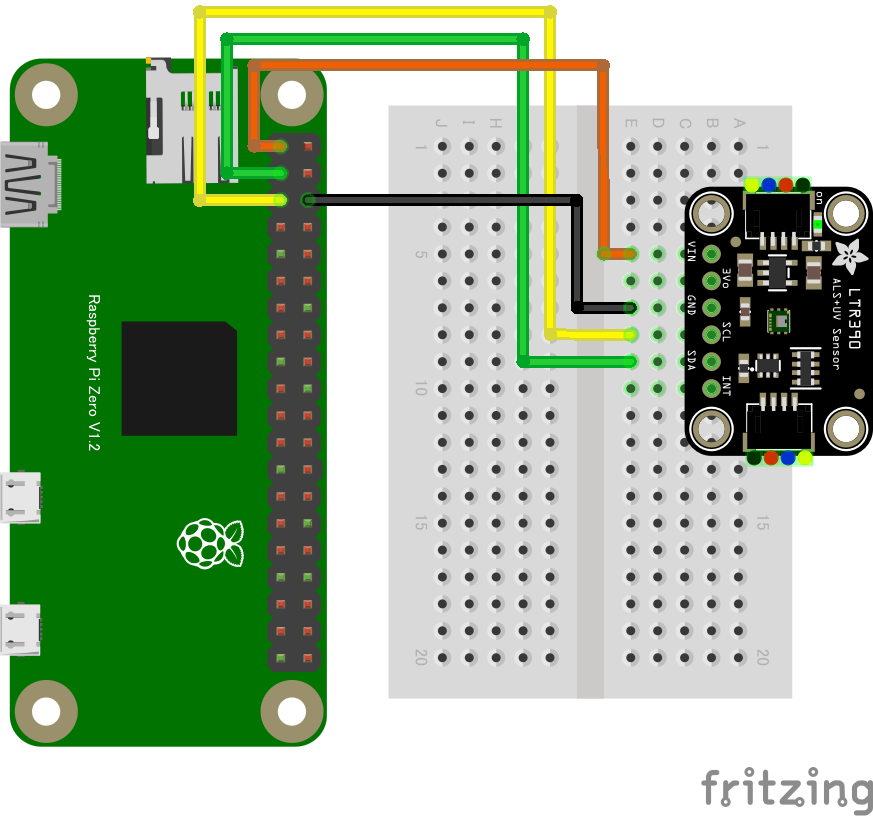 J I H E D C B A
1 1
5
10
15 15
20 20
Raspberry Pi Zero V1.2
on
VIN
3Vo
GND
SCL
SDA
INT
LTR390
ALS+UV Sensor
fritzing